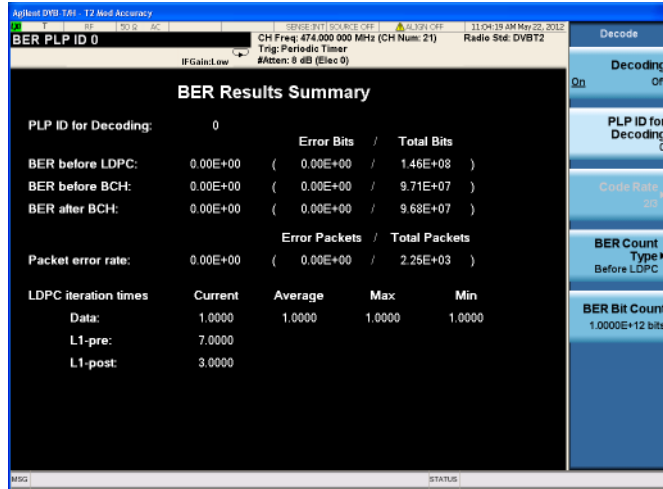 Agilent DVB-T/H - T2 Mod Accuracy
T RF 50 Ω AC SENSE:INT SOURCE OFF ALIGN OFF 11:04:19 AM May 22, 2012
BER PLP ID 0
CH Freq: 474.000 000 MHz (CH Num: 21) Radio Std: DVBT2
Trig: Periodic Timer
IFGain:Low #Atten: 8 dB (Elec 0)
Decode
BER Results Summary
PLP ID for Decoding: 0
Error Bits / Total Bits
BER before LDPC: 0.00E+00 ( 0.00E+00 / 1.46E+08 )
BER before BCH: 0.00E+00 ( 0.00E+00 / 9.71E+07 )
BER after BCH: 0.00E+00 ( 0.00E+00 / 9.68E+07 )
Error Packets / Total Packets
Packet error rate: 0.00E+00 ( 0.00E+00 / 2.25E+03 )
LDPC iteration times Current Average Max Min
Data: 1.0000 1.0000 1.0000 1.0000
L1-pre: 7.0000
L1-post: 3.0000
Decoding
On Of
PLP ID for
Decoding
0
Code Rate
2/3
BER Count
Type
Before LDPC
BER Bit Count
1.0000E+12 bits
MSG STATUS